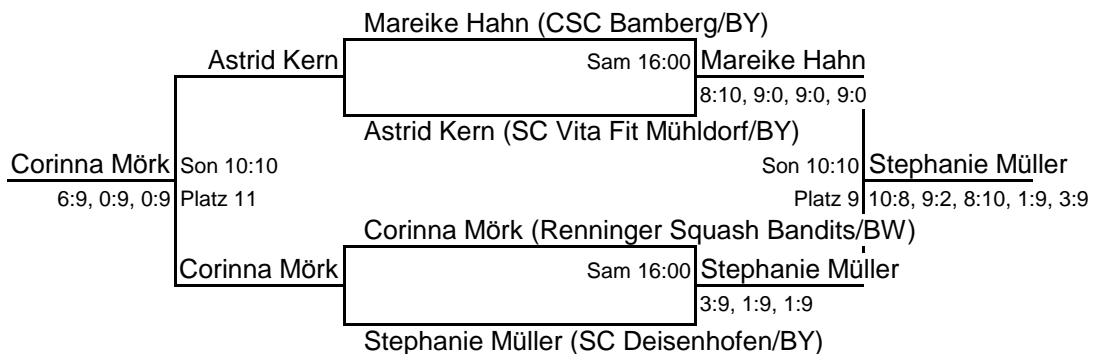 Mareike Hahn (CSC Bamberg/BY)
Astrid Kern Sam 16:00 Mareike Hahn
8:10, 9:0, 9:0, 9:0
Astrid Kern (SC Vita Fit Mühldorf/BY)
Corinna Mörk Son 10:10 Son 10:10 Stephanie Müller
6:9, 0:9, 0:9 Platz 11 Platz 9 10:8, 9:2, 8:10, 1:9, 3:9
Corinna Mörk (Renninger Squash Bandits/BW)
Corinna Mörk Sam 16:00 Stephanie Müller
3:9, 1:9, 1:9
Stephanie Müller (SC Deisenhofen/BY)